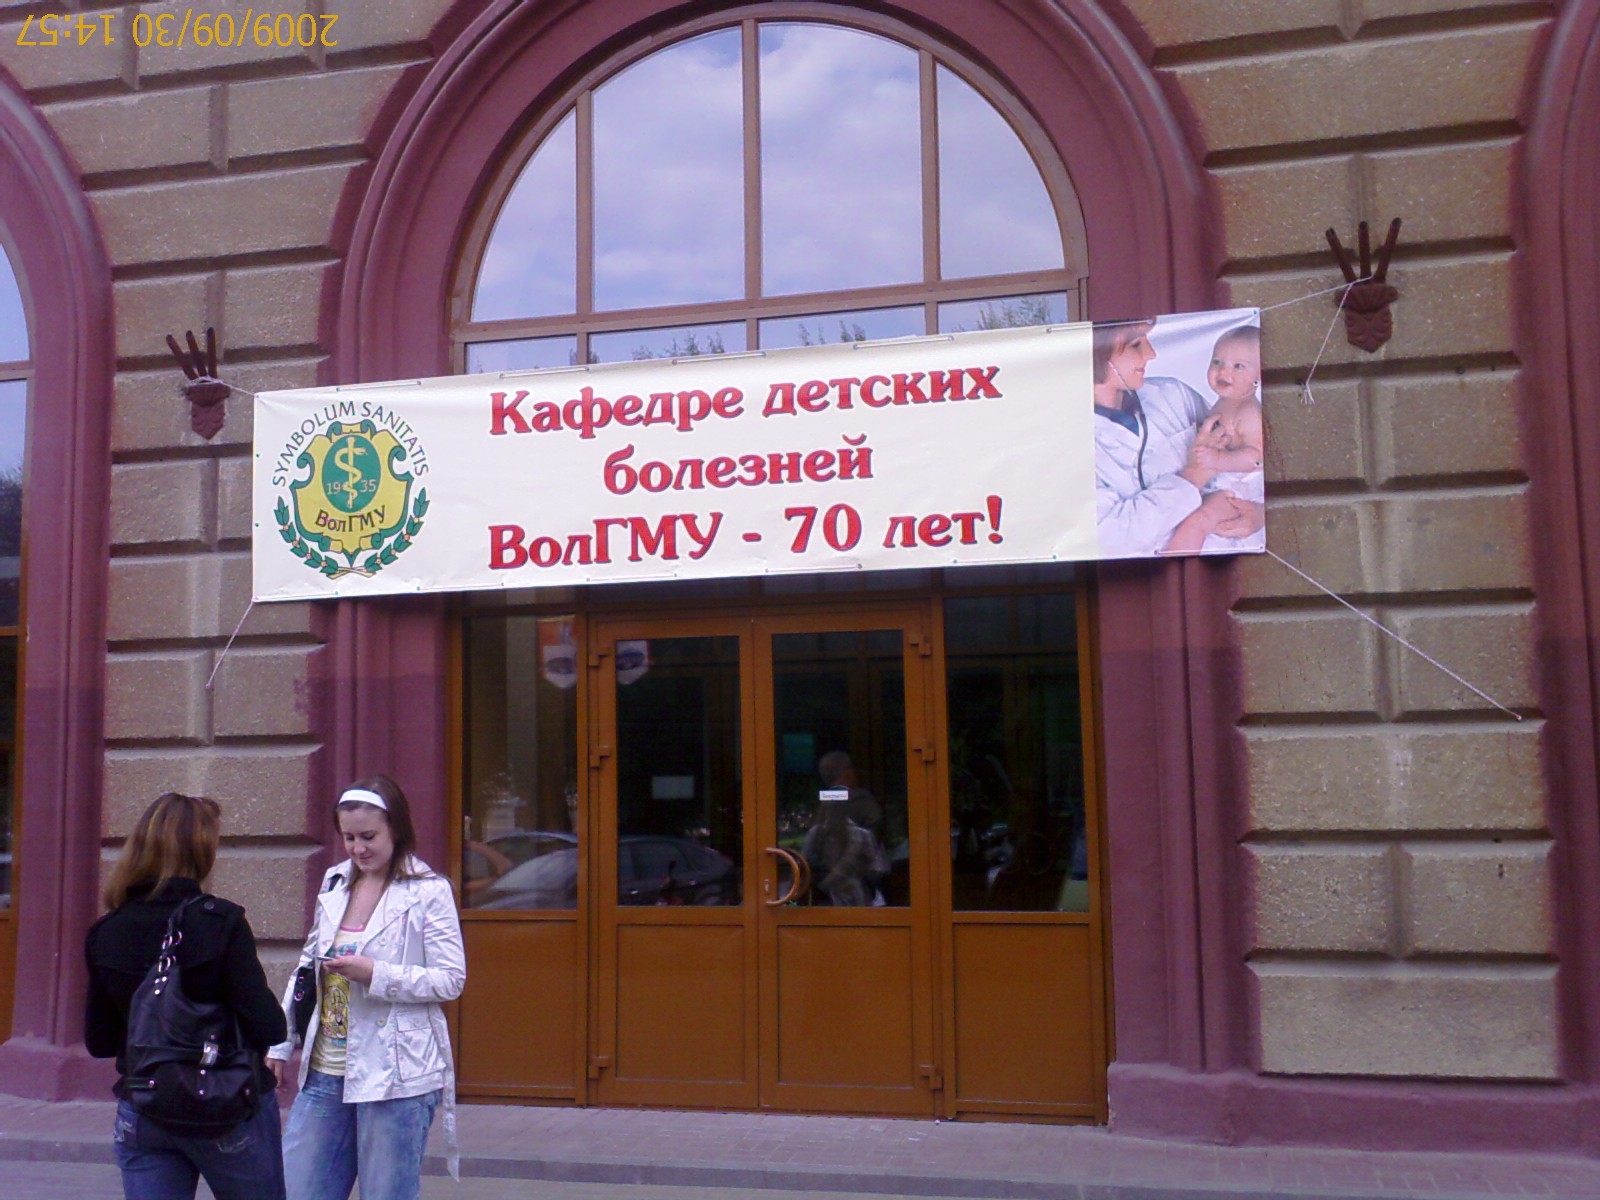 2009/09/30 14:57
SYMBOLUM SANITATIS
1935
ВолГМУ
Кафедре детских
болезней
ВолГМУ - 70 лет!